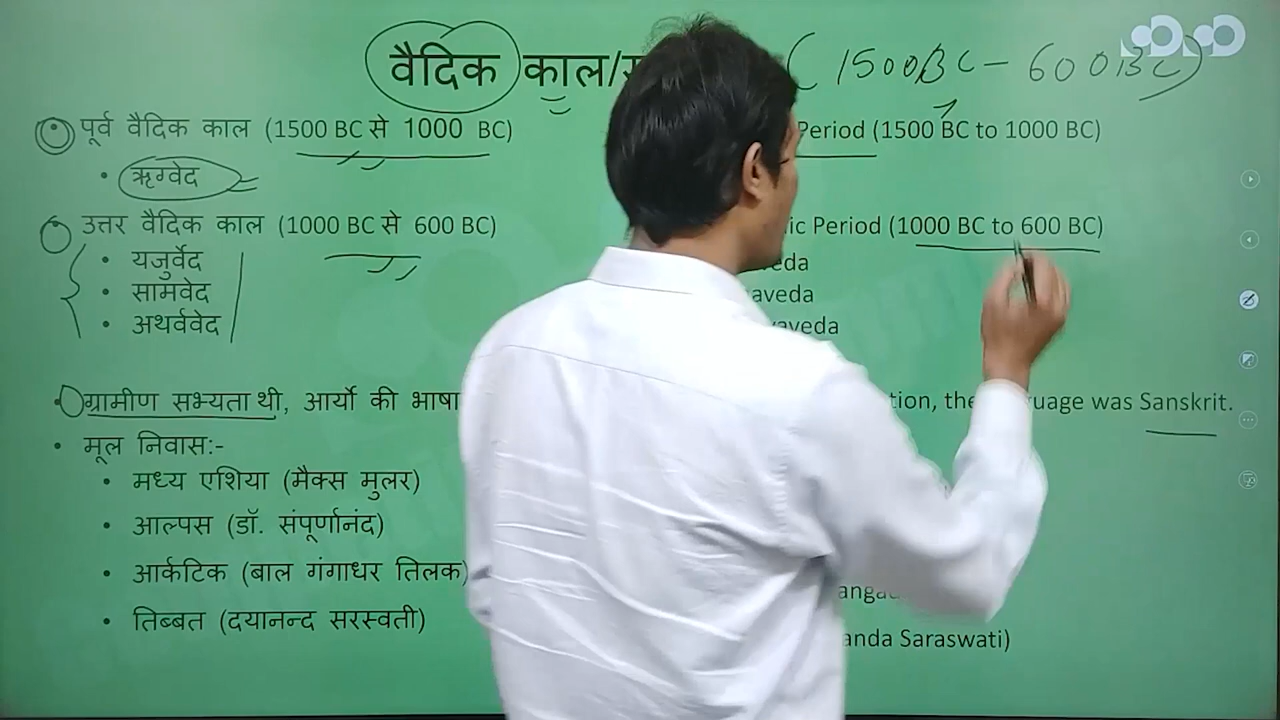 वैदिक काल/स (1500BC - 600BC)
पूर्व वैदिक काल (1500 BC से 1000 BC) Period (1500 BC to 1000 BC)
• ऋग्वेद
उत्तर वैदिक काल (1000 BC से 600 BC) ic Period (1000 BC to 600 BC)
• यजुर्वेद eda
• सामवेद aveda
• अथर्ववेद vaveda
• ग्रामीण सभ्यता थी, आर्यो की भाषा tion, the uage was Sanskrit.
• मूल निवास:-
• मध्य एशिया (मैक्स मुलर)
• आल्पस (डॉ. संपूर्णानंद)
• आर्कटिक (बाल गंगाधर तिलक) anga
• तिब्बत (दयानन्द सरस्वती) anda Saraswati)